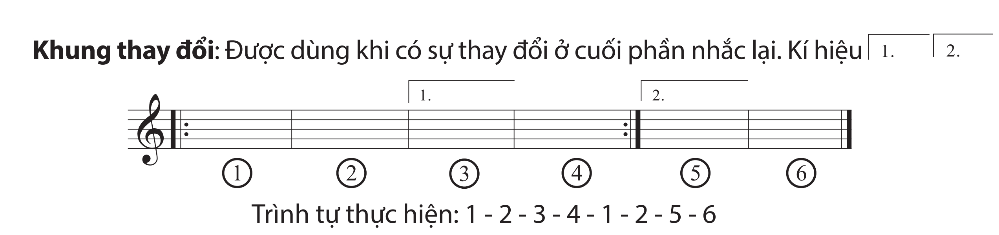 Khung thay đổi: Được dùng khi có sự thay đổi ở cuối phần nhắc lại. Kí hiệu 1. 2.
1. 2.
1 2 3 4 5 6
Trình tự thực hiện: 1 - 2 - 3 - 4 - 1 - 2 - 5 - 6